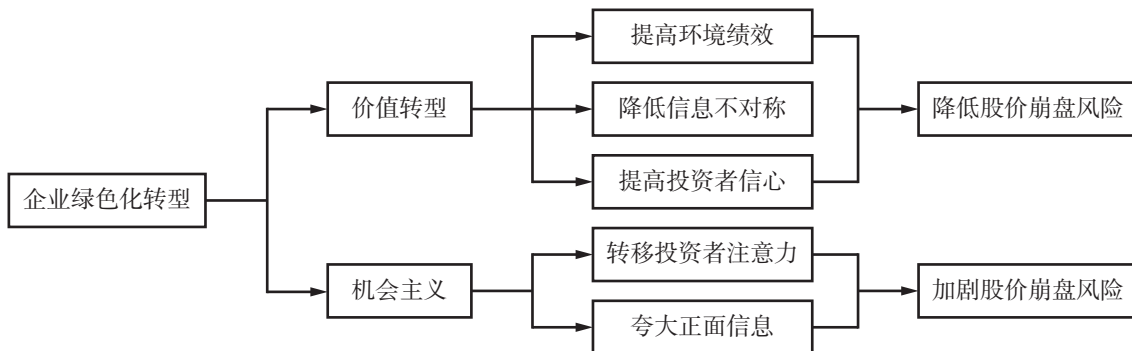 提高环境绩效
价值转型
降低信息不对称
降低股价崩盘风险
提高投资者信心
企业绿色化转型
转移投资者注意力
机会主义
加剧股价崩盘风险
夸大正面信息